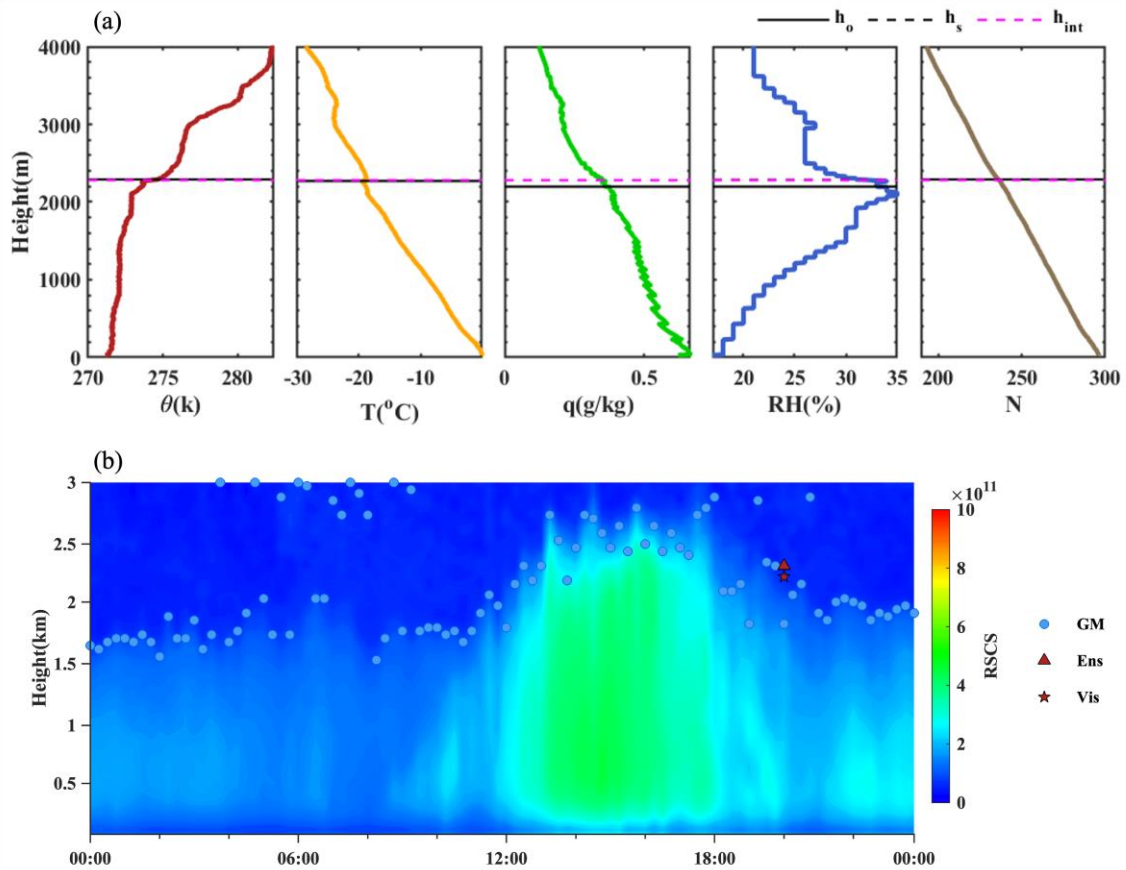 (a)
h_o h_s h_int
4000
3000
2000
1000
0
Height(m)
270 275 280
θ(k)
-30 -20 -10
T(°C)
0 0.5
q(g/kg)
20 25 30 35
RH(%)
200 250 300
N
(b)
3
2.5
2
1.5
1
0.5
Height(km)
00:00 06:00 12:00 18:00 00:00
×10^11
10
8
6
4
2
0
RSCS
GM
Ens
Vis